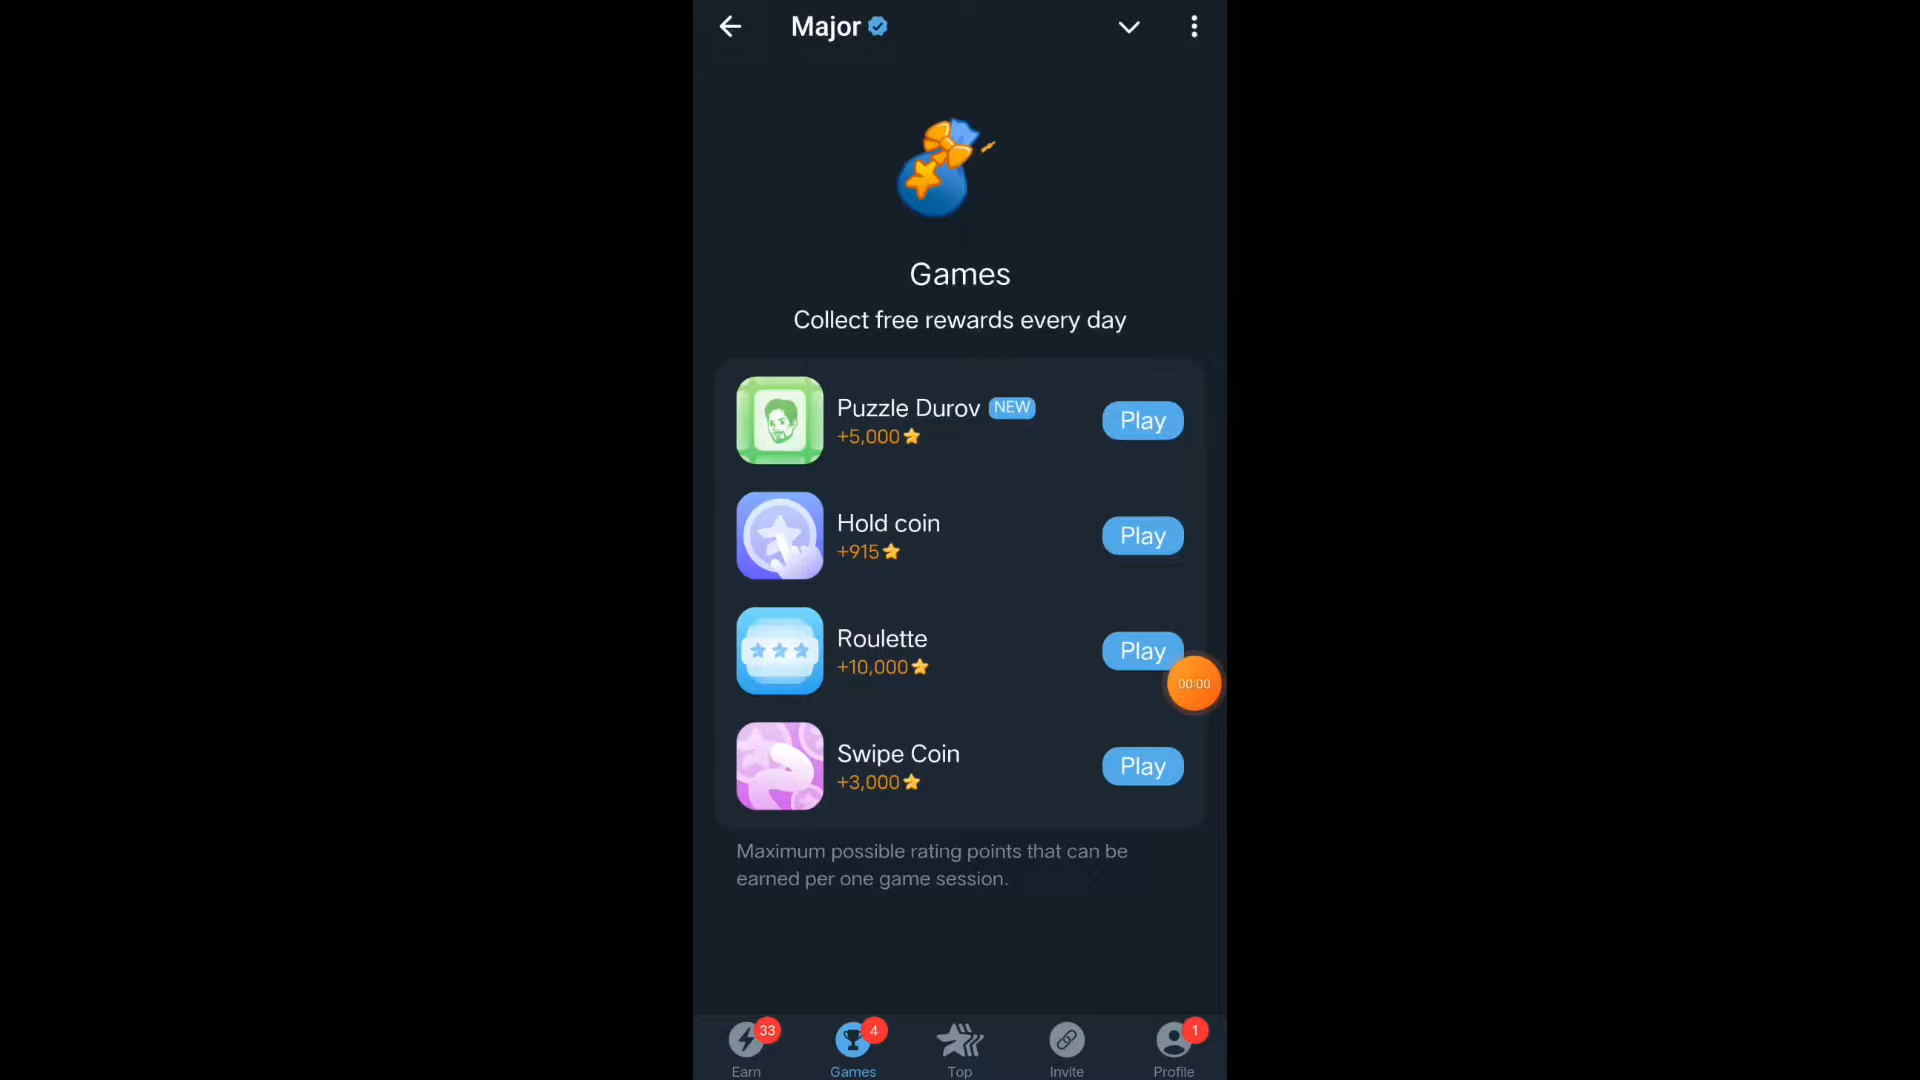 Major
Games
Collect free rewards every day
Puzzle Durov NEW
+5,000
Play
Hold coin
+915
Play
Roulette
+10,000
Play
00:00
Swipe Coin
+3,000
Play
Maximum possible rating points that can be
earned per one game session.
33
4
1
Earn
Games
Top
Invite
Profile